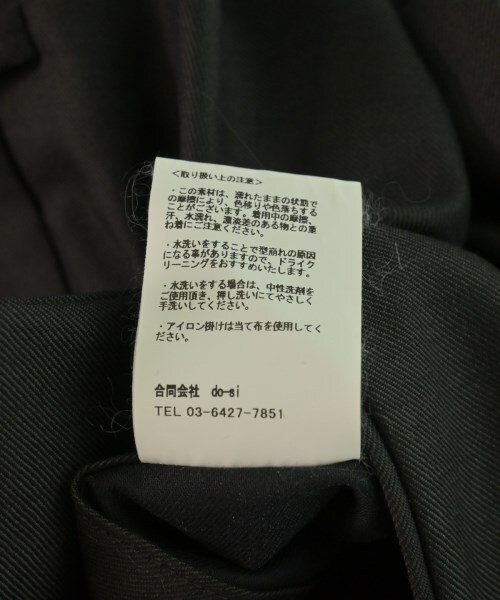 ＜取り扱い上の注意＞
・この素材は、濡れたままの状態で
の摩擦により、色移りや色落ちする
ことがございます。着用中の摩擦、
汗、水濡れ、濃淡差のある物との重
ね着にご注意ください。
・水洗いをすることで型崩れの原因
になる事がありますので、ドライク
リーニングをおすすめいたします。
・水洗いをする場合は、中性洗剤を
ご使用頂き、押し洗いにてやさしく
手洗いしてください。
・アイロン掛けは当て布を使用してく
ださい。
合同会社 do-si
TEL 03-6427-7851